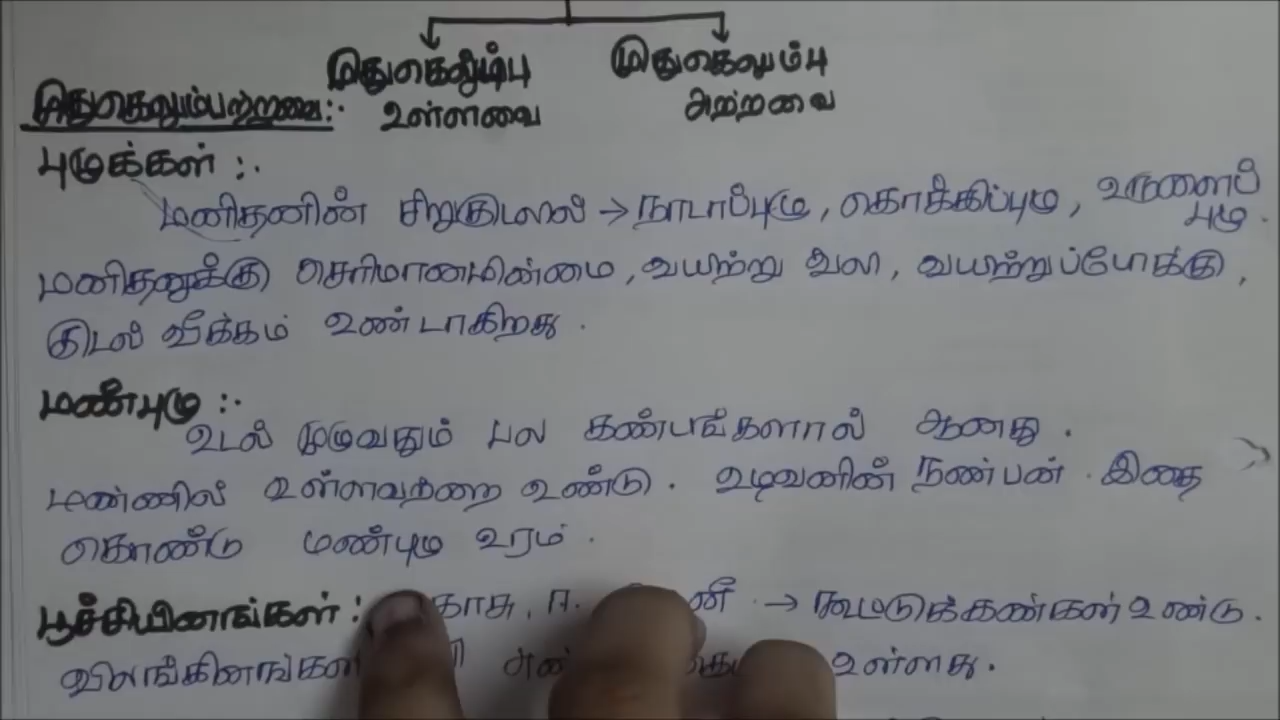 முதுகெலும்பு முதுகெலும்பு
உள்ளவை அற்றவை
முதுகெலும்பற்றவை:-
புழுக்கள் :-
மனிதனின் சிறுகுடலில் → நாடாப்புழு, கொக்கிப்புழு, உருளைப்
புழு.
மனிதனுக்கு செரிமானமின்மை, வயிற்று வலி, வயிற்றுப்போக்கு,
குடல் வீக்கம் உண்டாகிறது.
மண்புழு :-
உடல் முழுவதும் பல கண்டங்களால் ஆனது.
மண்ணில் உள்ளவற்றை உண்டு. உழவனின் நண்பன். இதை
கொண்டு மண்புழு உரம்.
பூச்சியினங்கள் :
ஈ. → கூட்டுக்கண்கள் உண்டு.
உள்ளது.